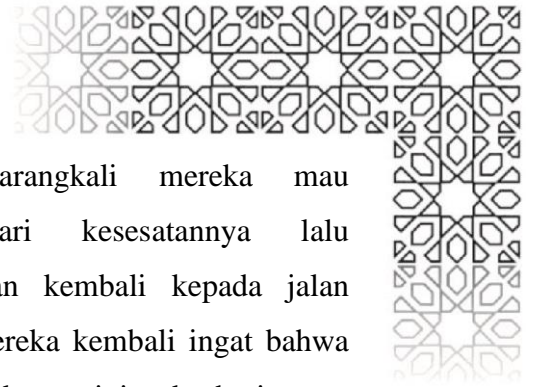 arangkali mereka mau
ari kesesatannya lalu
an kembali kepada jalan
ereka kembali ingat bahwa